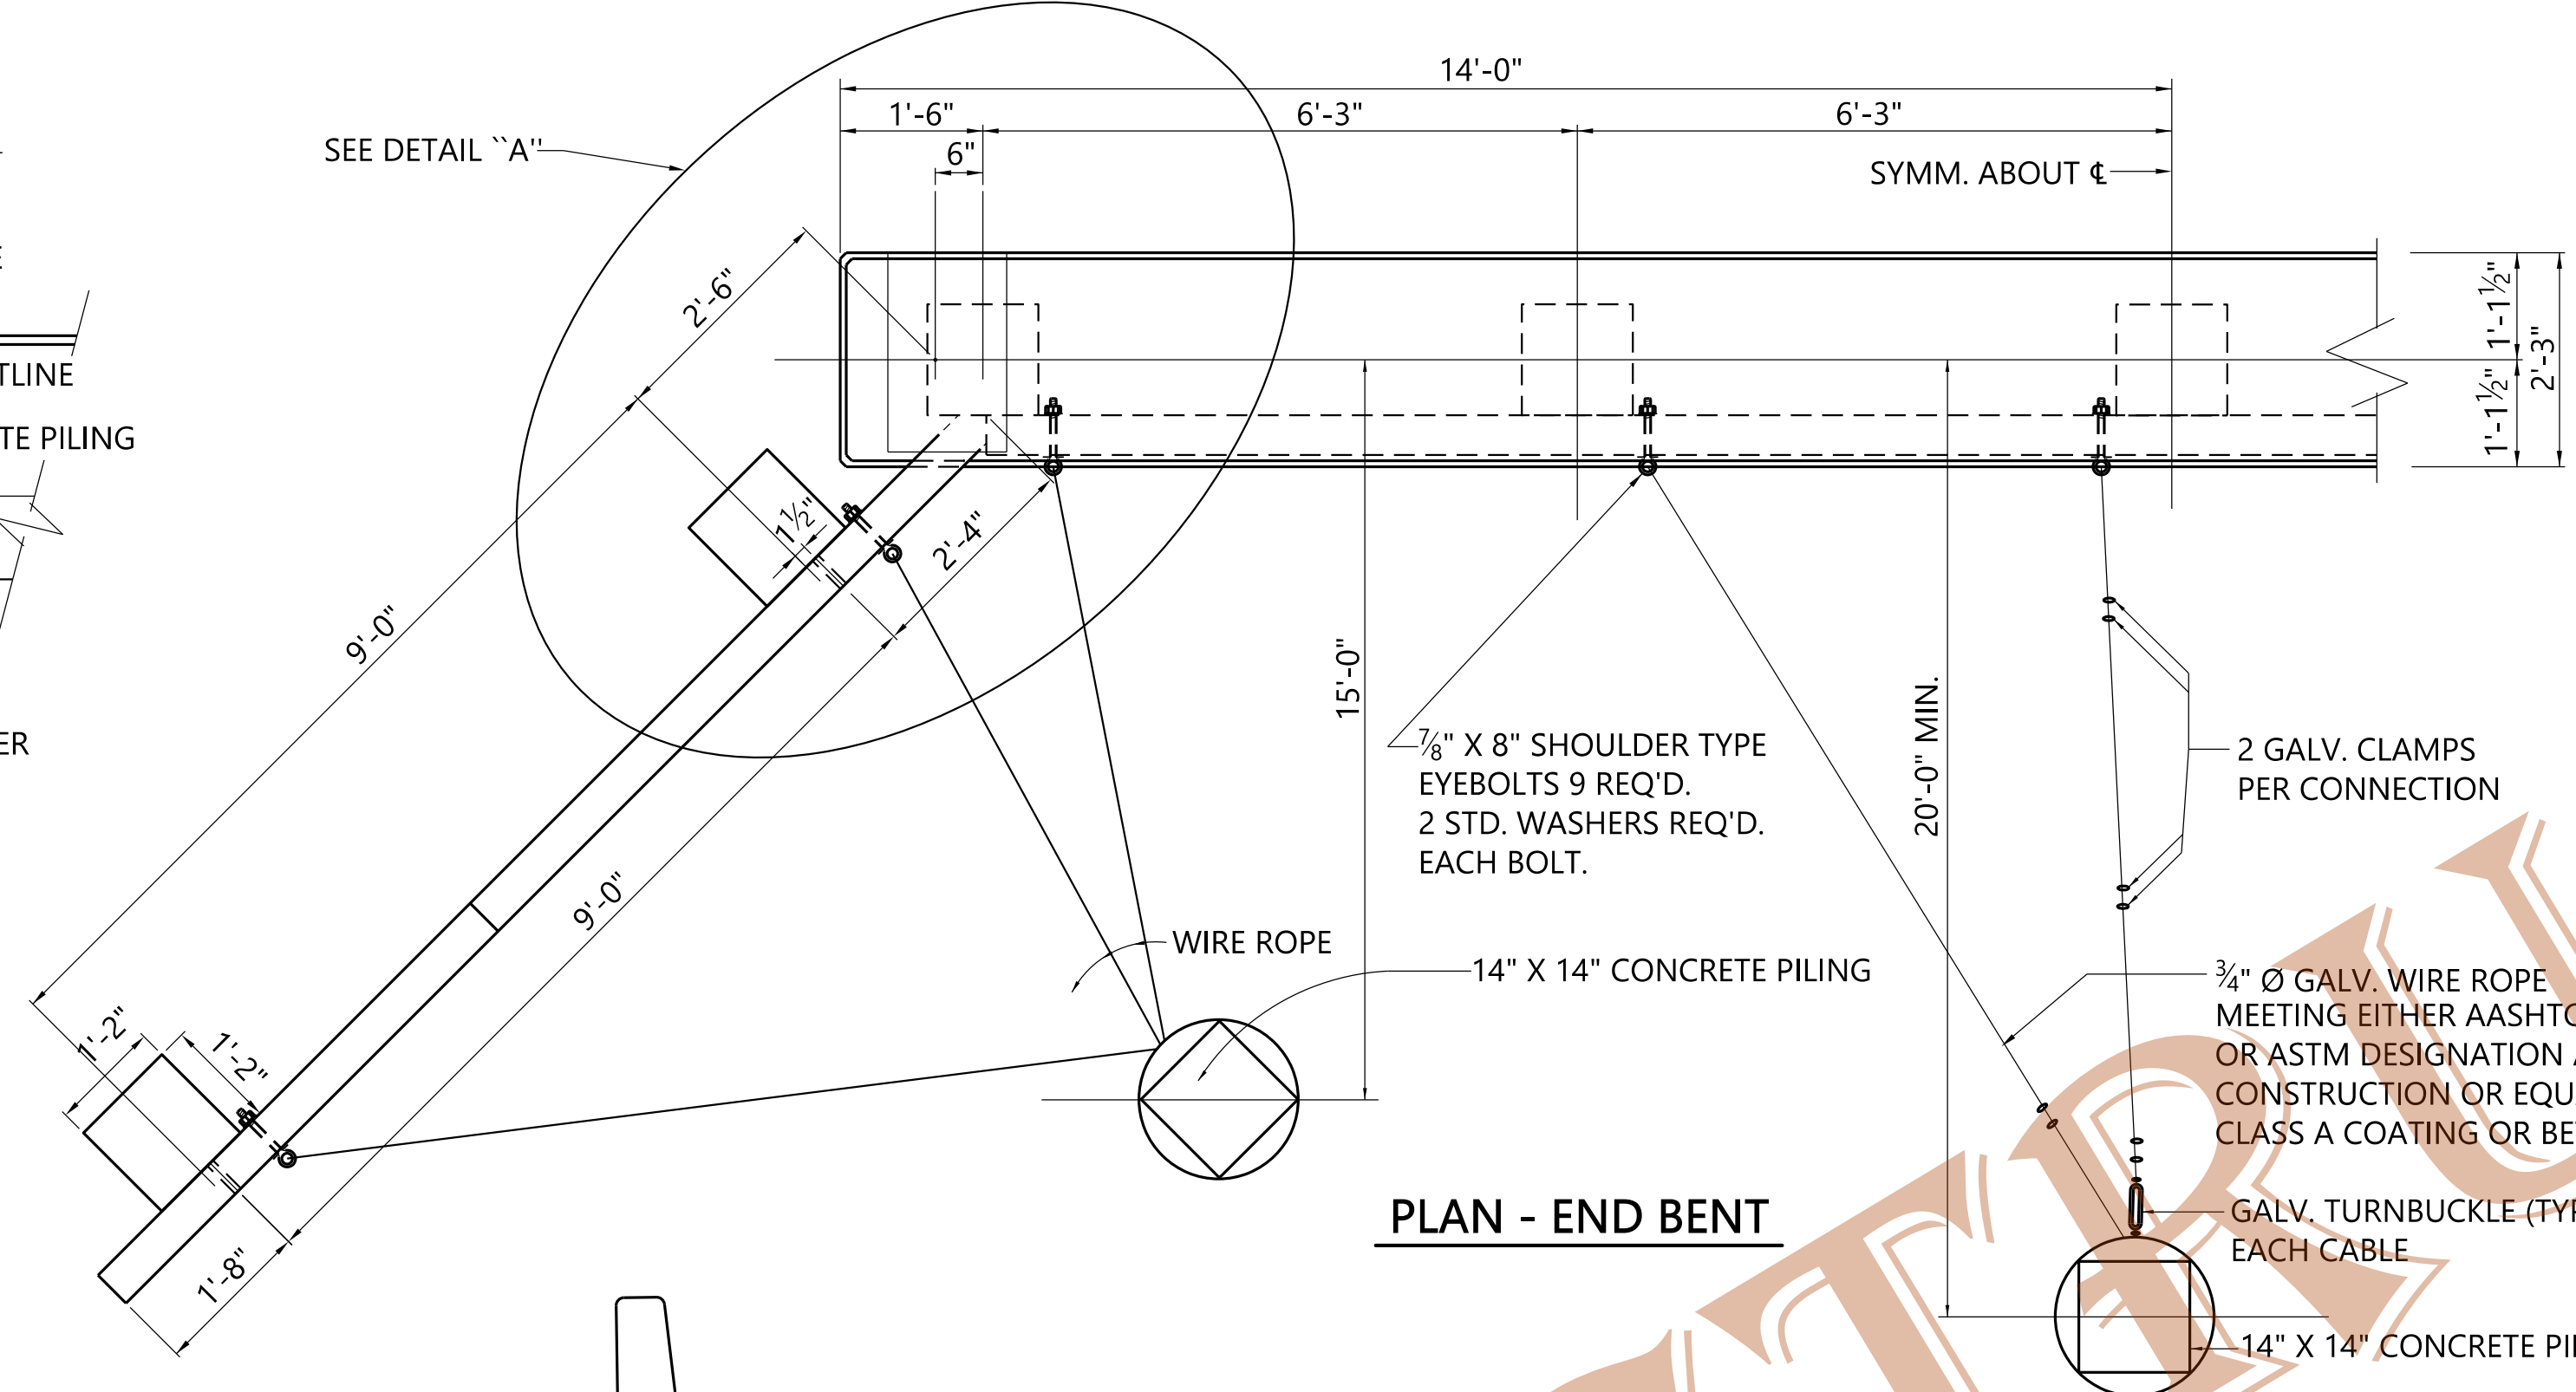 14'-0"
1'-6"
6'-3"
6'-3"
SEE DETAIL ``A''
6"
SYMM. ABOUT ℄
2'-6"
1'-1½"
1'-1½"
2'-3"
TLINE
TE PILING
1½"
2'-4"
9'-0"
15'-0"
20'-0" MIN.
ER
⅞" X 8" SHOULDER TYPE
EYEBOLTS 9 REQ'D.
2 STD. WASHERS REQ'D.
EACH BOLT.
2 GALV. CLAMPS
PER CONNECTION
9'-0"
WIRE ROPE
14" X 14" CONCRETE PILING
¾" Ø GALV. WIRE ROPE
MEETING EITHER AASHTO
OR ASTM DESIGNATION A
CONSTRUCTION OR EQU
CLASS A COATING OR BE
1'-2"
1'-2"
PLAN - END BENT
GALV. TURNBUCKLE (TYP
EACH CABLE
1'-8"
14" X 14" CONCRETE PI
TRU